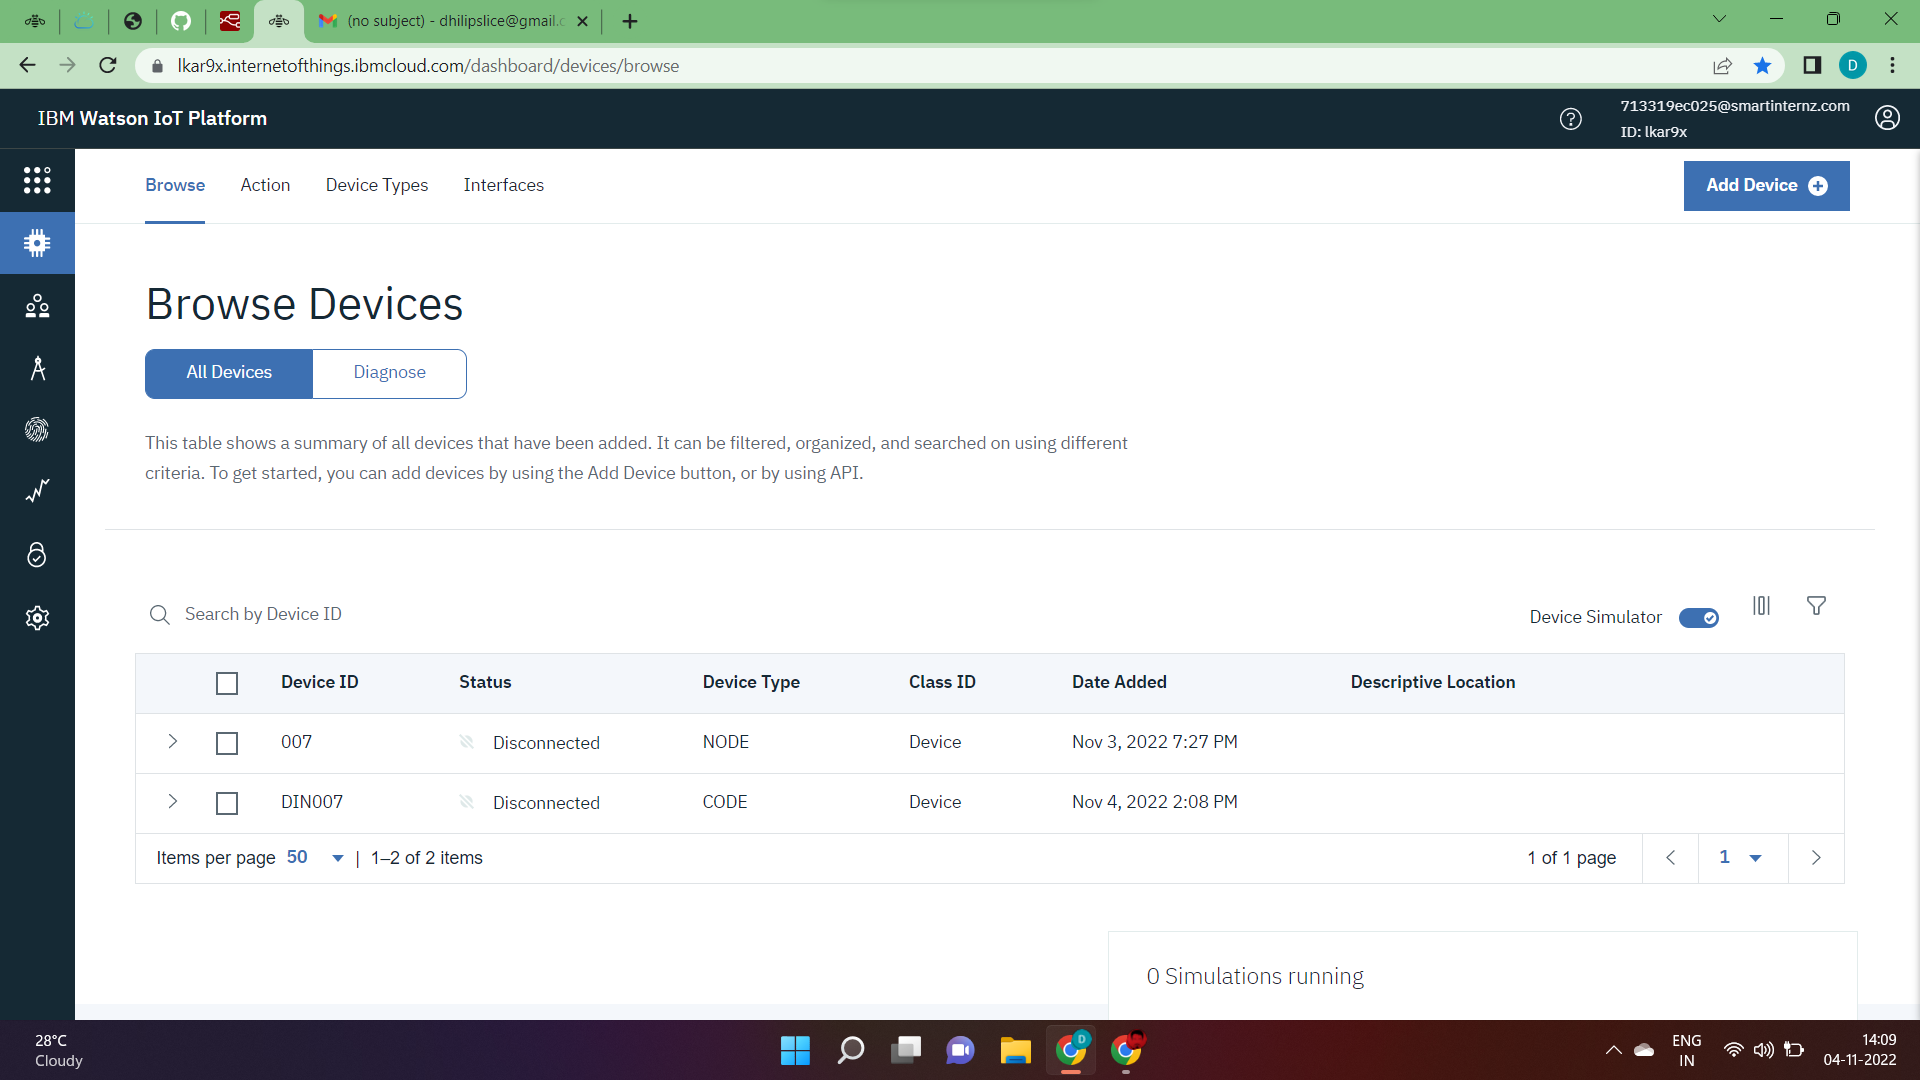 (no subject) - dhilipslice@gmail.c
lkar9x.internetofthings.ibmcloud.com/dashboard/devices/browse
D
IBM Watson IoT Platform
713319ec025@smartinternz.com
ID: lkar9x
Browse Action Device Types Interfaces
Add Device
Browse Devices
All Devices Diagnose
This table shows a summary of all devices that have been added. It can be filtered, organized, and searched on using different
criteria. To get started, you can add devices by using the Add Device button, or by using API.
Search by Device ID
Device Simulator
Device ID Status Device Type Class ID Date Added Descriptive Location
007 Disconnected NODE Device Nov 3, 2022 7:27 PM
DIN007 Disconnected CODE Device Nov 4, 2022 2:08 PM
Items per page 50 | 1–2 of 2 items
1 of 1 page 1
0 Simulations running
28°C
Cloudy
D
ENG
IN
14:09
04-11-2022